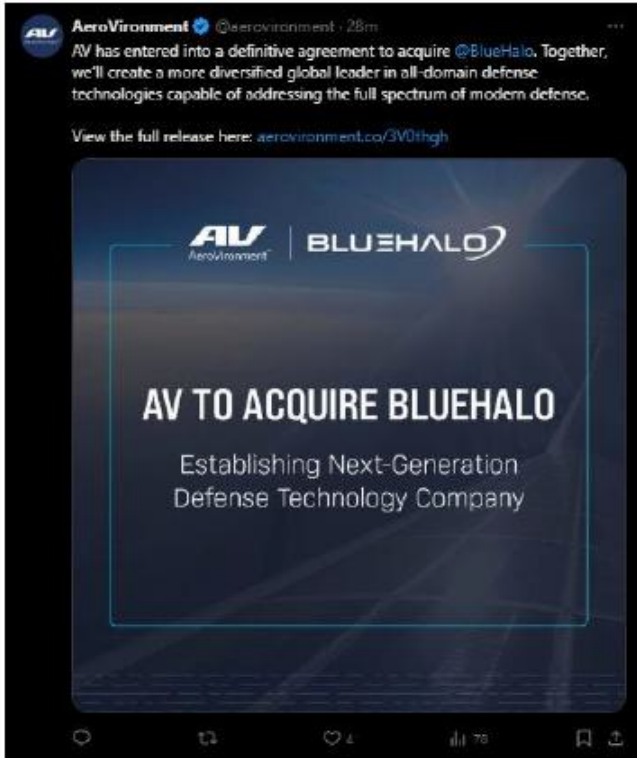 AeroVironment @aerovironment · 28m
AV has entered into a definitive agreement to acquire @BlueHalo. Together,
we'll create a more diversified global leader in all-domain defense
technologies capable of addressing the full spectrum of modern defense.
View the full release here: aerovironment.co/3V0thgh
AV
AeroVironment
BLUEHALO
AV TO ACQUIRE BLUEHALO
Establishing Next-Generation
Defense Technology Company
4